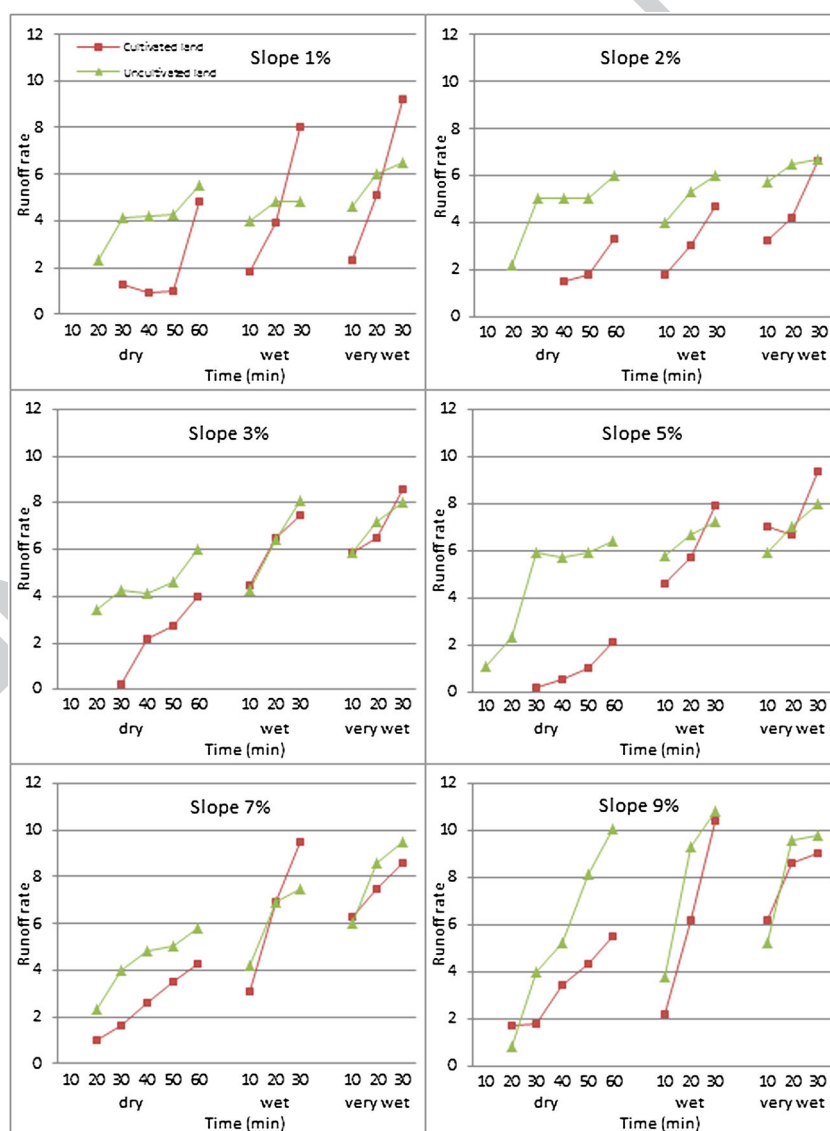 Slope 1%
Cultivated land
Uncultivated land
Runoff rate
12
10
8
6
4
2
0
10 20 30 40 50 60 10 20 30 10 20 30
dry wet very wet
Time (min)
Slope 2%
Runoff rate
12
10
8
6
4
2
0
10 20 30 40 50 60 10 20 30 10 20 30
dry wet very wet
Time (min)
Slope 3%
Runoff rate
12
10
8
6
4
2
0
10 20 30 40 50 60 10 20 30 10 20 30
dry wet very wet
Time (min)
Slope 5%
Runoff rate
12
10
8
6
4
2
0
10 20 30 40 50 60 10 20 30 10 20 30
dry wet very wet
Time (min)
Slope 7%
Runoff rate
12
10
8
6
4
2
0
10 20 30 40 50 60 10 20 30 10 20 30
dry wet very wet
Time (min)
Slope 9%
Runoff rate
12
10
8
6
4
2
0
10 20 30 40 50 60 10 20 30 10 20 30
dry wet very wet
Time (min)